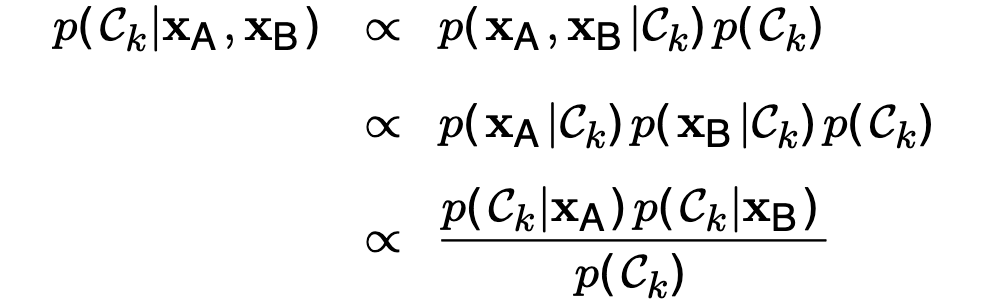 p(𝒞ₖ|𝐱_A, 𝐱_B) ∝ p(𝐱_A, 𝐱_B|𝒞ₖ)p(𝒞ₖ)
∝ p(𝐱_A|𝒞ₖ)p(𝐱_B|𝒞ₖ)p(𝒞ₖ)
∝ p(𝒞ₖ|𝐱_A)p(𝒞ₖ|𝐱_B)
p(𝒞ₖ)